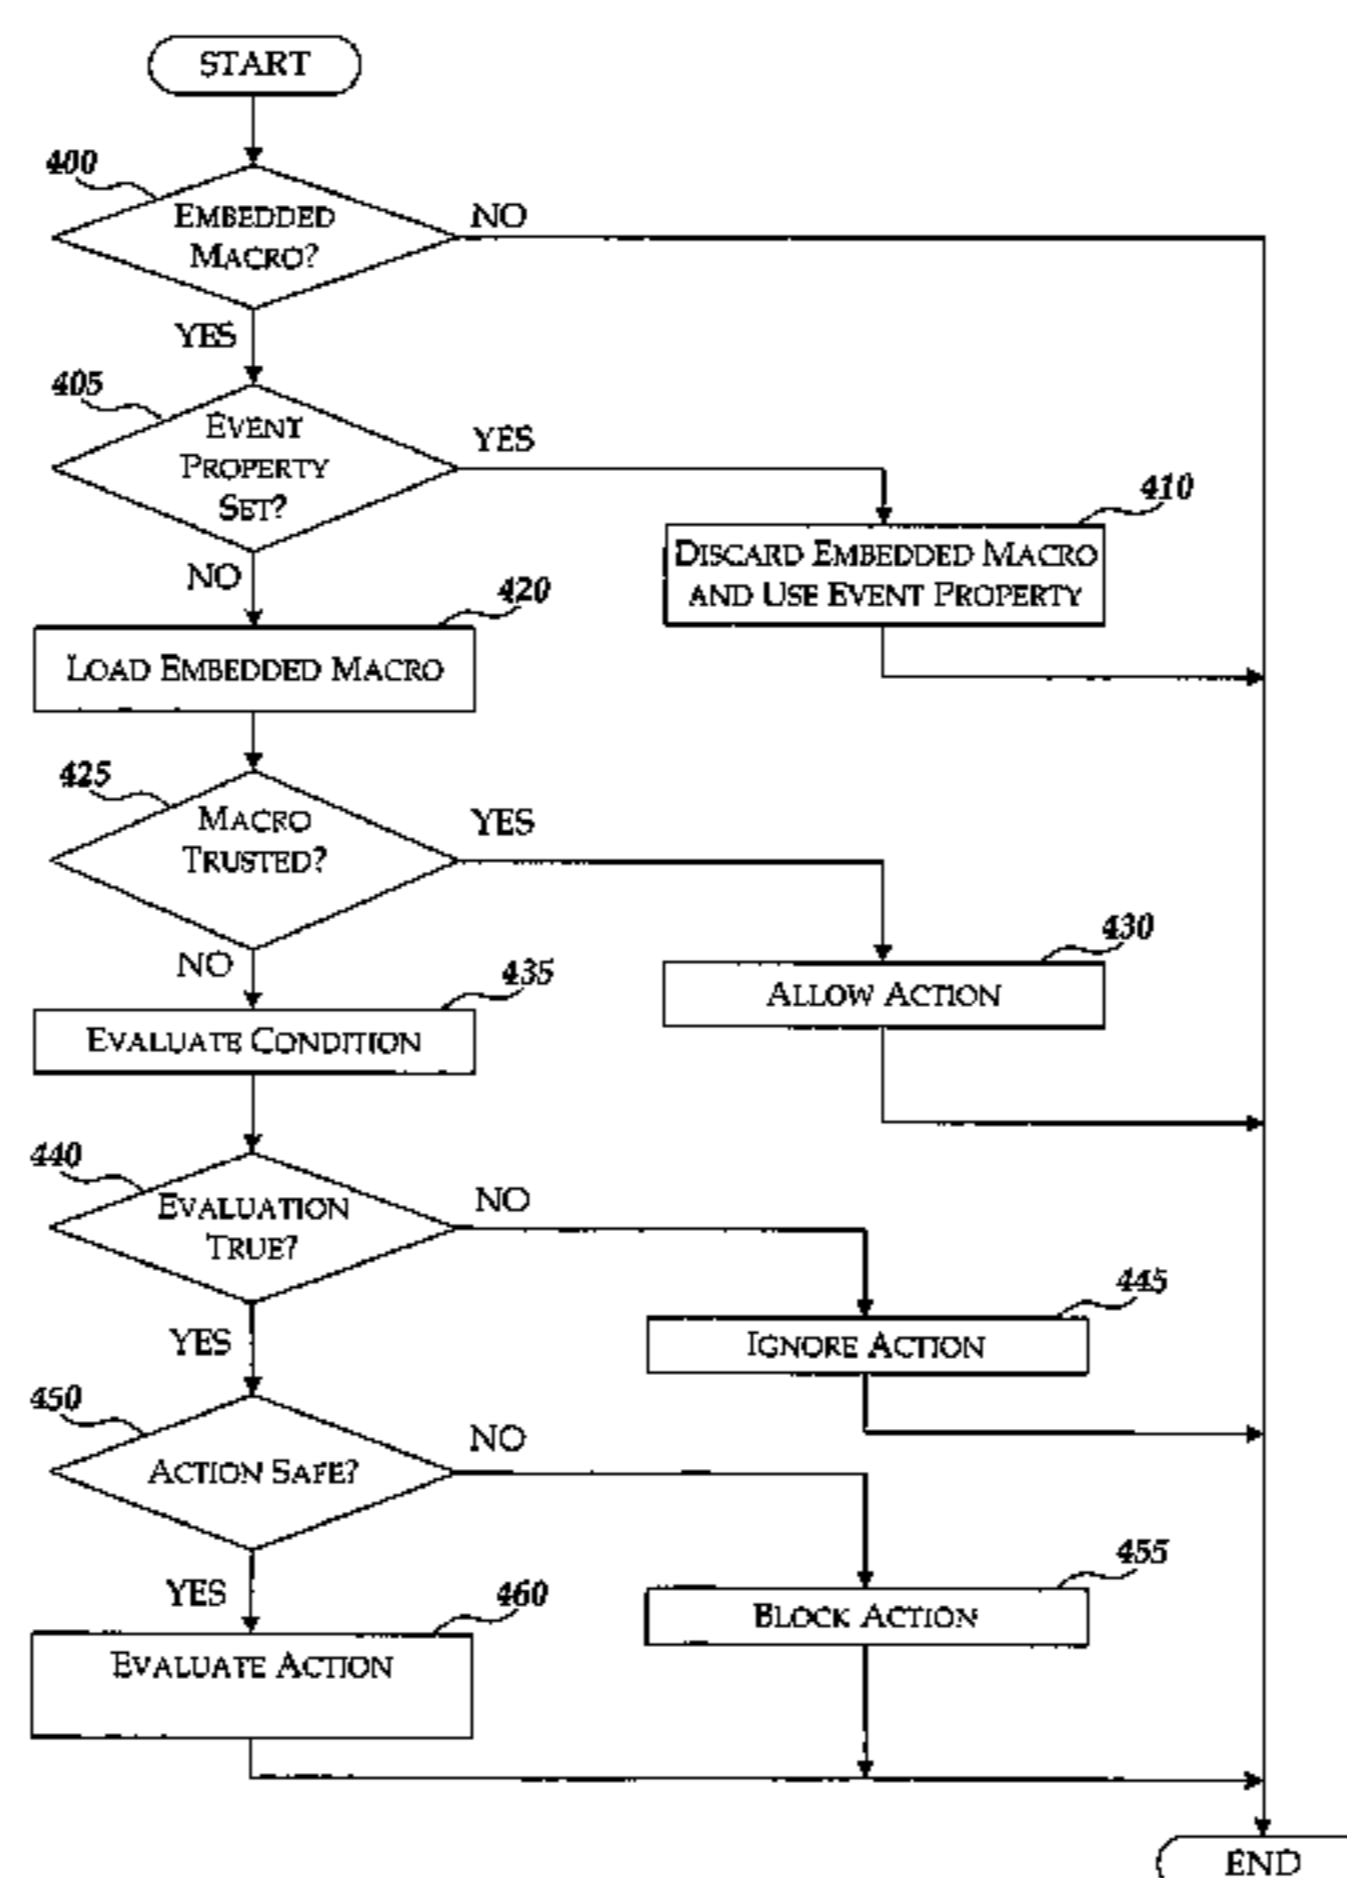 START
400
EMBEDDED
MACRO?
NO
YES
405
EVENT
PROPERTY
SET?
YES
410
DISCARD EMBEDDED MACRO
AND USE EVENT PROPERTY
NO
420
LOAD EMBEDDED MACRO
425
MACRO
TRUSTED?
YES
430
ALLOW ACTION
NO
435
EVALUATE CONDITION
440
EVALUATION
TRUE?
NO
445
IGNORE ACTION
YES
450
ACTION SAFE?
NO
455
BLOCK ACTION
YES
460
EVALUATE ACTION
END